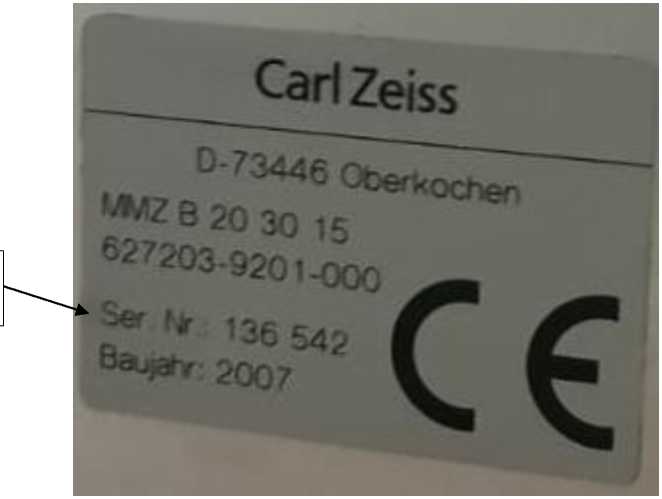 Carl Zeiss
D-73446 Oberkochen
MMZ B 20 30 15
627203-9201-000
Ser. Nr.: 136 542
Baujahr: 2007
CE